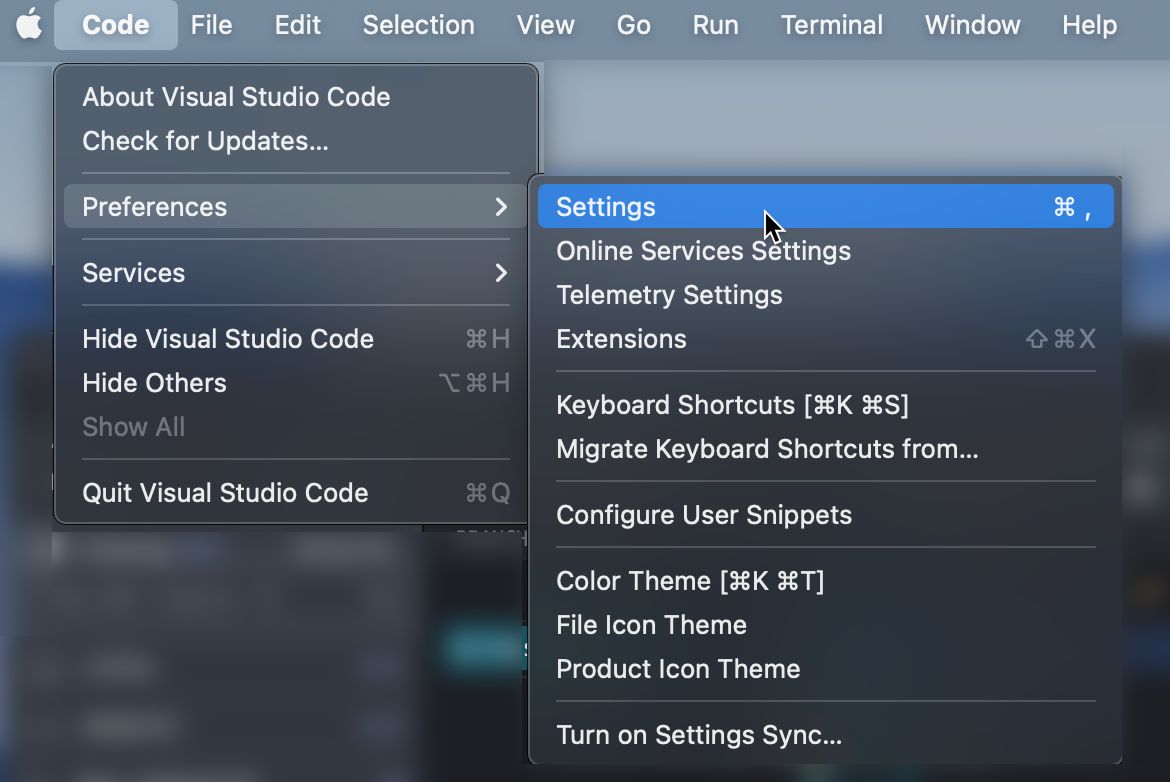 Code File Edit Selection View Go Run Terminal Window Help
About Visual Studio Code
Check for Updates...
Preferences
Services
Hide Visual Studio Code ⌘H
Hide Others ⌥⌘H
Show All
Quit Visual Studio Code ⌘Q
Settings ⌘,
Online Services Settings
Telemetry Settings
Extensions ⇧⌘X
Keyboard Shortcuts [⌘K ⌘S]
Migrate Keyboard Shortcuts from...
Configure User Snippets
Color Theme [⌘K ⌘T]
File Icon Theme
Product Icon Theme
Turn on Settings Sync...